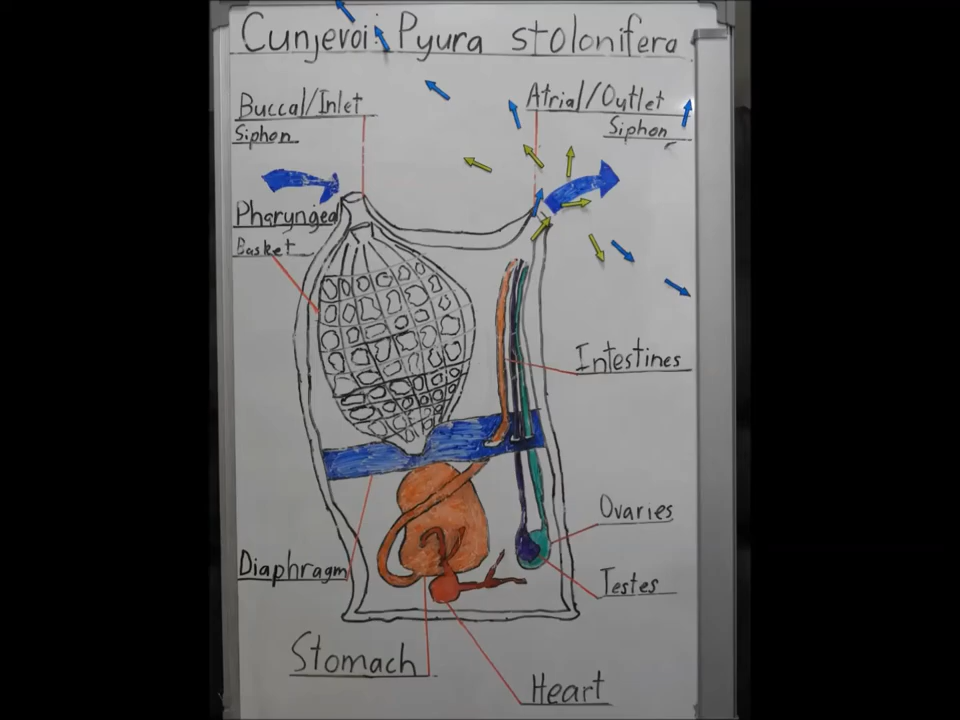 Cunjevoi: Pyura stolonifera
Buccal/Inlet
Siphon
Atrial/Outlet
Siphon
Pharyngeal
Basket
Intestines
Ovaries
Diaphragm
Testes
Stomach
Heart